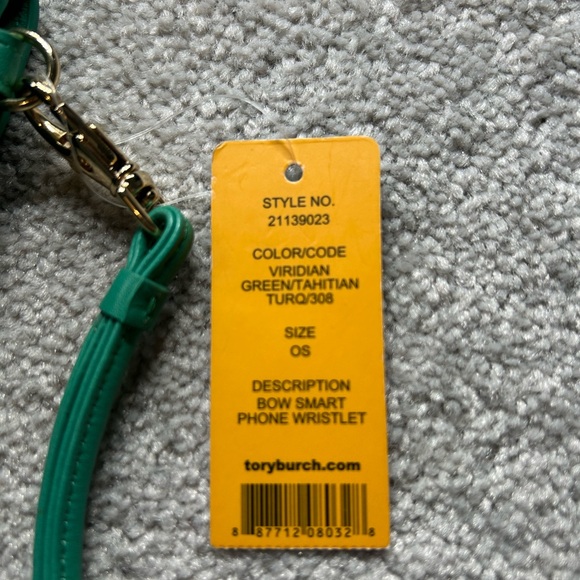 STYLE NO.
21139023
COLOR/CODE
VIRIDIAN
GREEN/TAHITIAN
TURQ/308
SIZE
OS
DESCRIPTION
BOW SMART
PHONE WRISTLET
toryburch.com
8 87712 08032 8